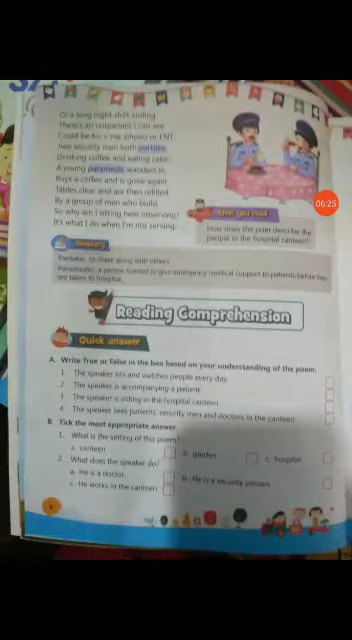 Or a long night shift ending
There's an outpatient I can see
Could be for x-ray, physio or ENT.
Two security men both partake
Drinking coffee and eating cake.
A young paramedic wanders in,
Buys a coffee and is gone again
Tables clear and are then refilled
By a group of men who build,
So why am I sitting here observing?
It's what I do when I'm not serving.
After you read
How does the poet describe the
people in the hospital canteen?
06:25
Glossary
Partake: to share along with others
Paramedic: a person trained to give emergency medical support to patients before they
are taken to hospital
Reading Comprehension
Quick answer
A. Write True or False in the box based on your understanding of the poem.
1. The speaker sits and watches people every day.
2. The speaker is accompanying a patient.
3. The speaker is sitting in the hospital canteen.
4. The speaker sees patients, security men and doctors in the canteen.
B. Tick the most appropriate answer.
1. What is the setting of this poem?
a. canteen b. garden c. hospital
2. What does the speaker do?
a. He is a doctor. b. He is a security person.
c. He works in the canteen